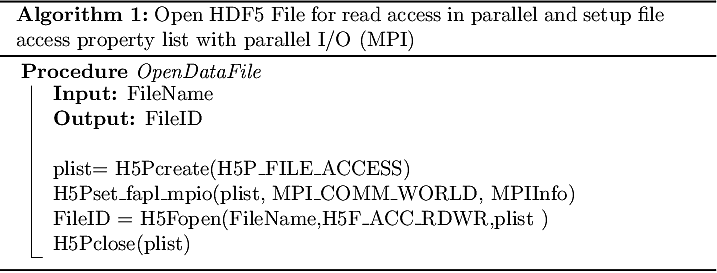 Algorithm 1: Open HDF5 File for read access in parallel and setup file
access property list with parallel I/O (MPI)
Procedure OpenDataFile
Input: FileName
Output: FileID
plist= H5Pcreate(H5P_FILE_ACCESS)
H5Pset_fapl_mpio(plist, MPI_COMM_WORLD, MPIInfo)
FileID = H5Fopen(FileName,H5F_ACC_RDWR,plist )
H5Pclose(plist)